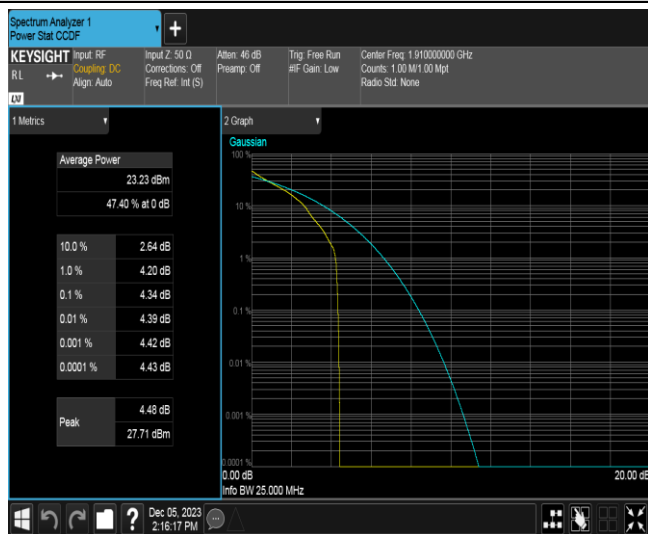 Spectrum Analyzer 1
Power Stat CCDF
+
KEYSIGHT
RL
LXI
Input: RF
Coupling: DC
Align: Auto
Input Z: 50 Ω
Corrections: Off
Freq Ref: Int (S)
Atten: 46 dB
Preamp: Off
Trig: Free Run
#IF Gain: Low
Center Freq: 1.910000000 GHz
Counts: 1.00 M/1.00 Mpt
Radio Std: None
1 Metrics
Average Power
23.23 dBm
47.40 % at 0 dB
10.0 % 2.64 dB
1.0 % 4.20 dB
0.1 % 4.34 dB
0.01 % 4.39 dB
0.001 % 4.42 dB
0.0001 % 4.43 dB
Peak
4.48 dB
27.71 dBm
2 Graph
Gaussian
100 %
10 %
1 %
0.1 %
0.01 %
0.001 %
0.0001 %
0.00 dB 20.00 dB
Info BW 25.000 MHz
?
Dec 05, 2023
2:16:17 PM